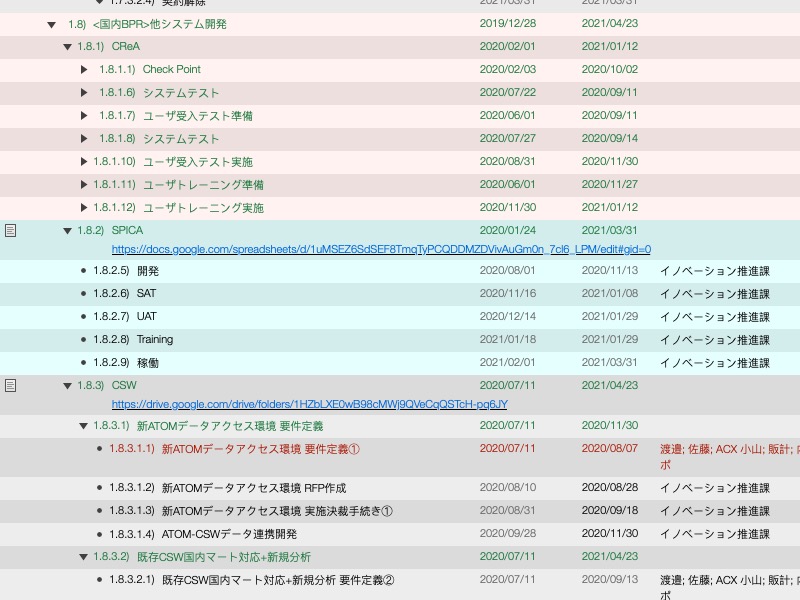 1.8) <国内BPR>他システム開発 2019/12/28 2021/04/23
1.8.1) CReA 2020/02/01 2021/01/12
1.8.1.1) Check Point 2020/02/03 2020/10/02
1.8.1.6) システムテスト 2020/07/22 2020/09/11
1.8.1.7) ユーザ受入テスト準備 2020/06/01 2020/09/11
1.8.1.8) システムテスト 2020/07/27 2020/09/14
1.8.1.10) ユーザ受入テスト実施 2020/08/31 2020/11/30
1.8.1.11) ユーザトレーニング準備 2020/06/01 2020/11/27
1.8.1.12) ユーザトレーニング実施 2020/11/30 2021/01/12
1.8.2) SPICA 2020/01/24 2021/03/31
https://docs.google.com/spreadsheets/d/1uMSEZ6SdSEF8TmqTyPCQDDMZDVivAuGm0n_7cl6_LPM/edit#gid=0
1.8.2.5) 開発 2020/08/01 2020/11/13 イノベーション推進課
1.8.2.6) SAT 2020/11/16 2021/01/08 イノベーション推進課
1.8.2.7) UAT 2020/12/14 2021/01/29 イノベーション推進課
1.8.2.8) Training 2021/01/18 2021/01/29 イノベーション推進課
1.8.2.9) 稼働 2021/02/01 2021/03/31 イノベーション推進課
1.8.3) CSW 2020/07/11 2021/04/23
https://drive.google.com/drive/folders/1HZbLXE0wB98cMWj9QVeCqQSTcH-pq6JY
1.8.3.1) 新ATOMデータアクセス環境 要件定義 2020/07/11 2020/11/30
1.8.3.1.1) 新ATOMデータアクセス環境 要件定義① 2020/07/11 2020/08/07 渡邉; 佐藤; ACX 小山; 販計;
ポ
1.8.3.1.2) 新ATOMデータアクセス環境 RFP作成 2020/08/10 2020/08/28 イノベーション推進課
1.8.3.1.3) 新ATOMデータアクセス環境 実施決裁手続き① 2020/08/31 2020/09/18 イノベーション推進課
1.8.3.1.4) ATOM-CSWデータ連携開発 2020/09/28 2020/11/30 イノベーション推進課
1.8.3.2) 既存CSW国内マート対応+新規分析 2020/07/11 2021/04/23
1.8.3.2.1) 既存CSW国内マート対応+新規分析 要件定義② 2020/07/11 2020/09/13 渡邉; 佐藤; ACX 小山; 販計;
ポ